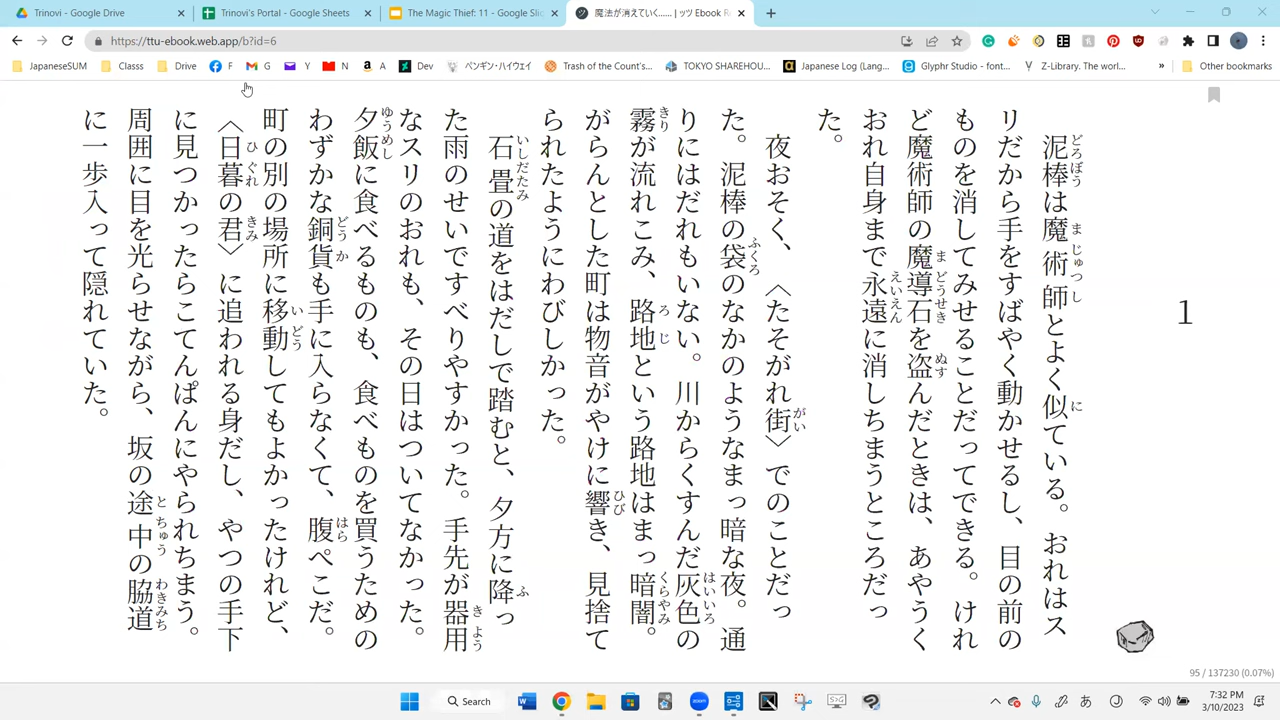 Trinovi - Google Drive
Trinovi's Portal - Google Sheets
The Magic Thief: 11 - Google Slic
魔法が消えていく…… | ッツ Ebook R
https://ttu-ebook.web.app/b?id=6
JapaneseSUM
Classs
Drive
F
G
Y
N
A
Dev
ペンギン・ハイウェイ
Trash of the Count's...
TOKYO SHAREHOU...
Japanese Log (Lang...
Glyphr Studio - font...
Z-Library. The worl...
Other bookmarks
1
泥棒は魔術師とよく似ている。おれはス
リだから手をすばやく動かせるし、目の前の
ものを消してみせることだってできる。けれ
ど魔術師の魔導石を盗んだときは、あやうく
おれ自身まで永遠に消しちまうところだっ
た。
夜おそく、〈たそがれ街〉でのことだっ
た。泥棒の袋のなかのようなまっ暗な夜。通
りにはだれもいない。川からくすんだ灰色の
霧が流れこみ、路地という路地はまっ暗闇。
がらんとした町は物音がやけに響き、見捨て
られたようにわびしかった。
石畳の道をはだしで踏むと、夕方に降っ
た雨のせいですべりやすかった。手先が器用
なスリのおれも、その日はついてなかった。
夕飯に食べるものも、食べものを買うための
わずかな銅貨も手に入らなくて、腹ぺこだ。
町の別の場所に移動してもよかったけれど、
〈日暮の君〉に追われる身だし、やつの手下
に見つかったらこてんぱんにやられちまう。
周囲に目を光らせながら、坂の途中の脇道
に一歩入って隠れていた。
95 / 137230 (0.07%)
Search
zoom
あ
7:32 PM
3/10/2023